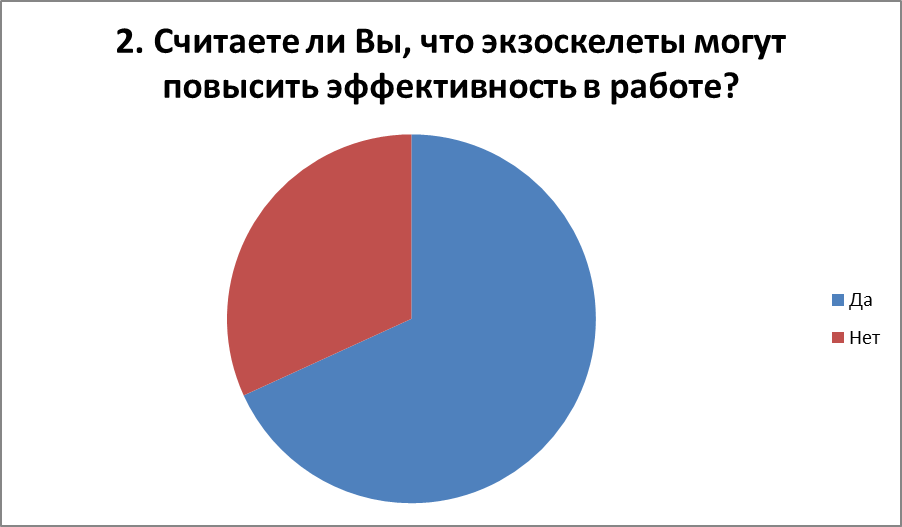 2. Считаете ли Вы, что экзоскелеты могут
повысить эффективность в работе?
Да
Нет